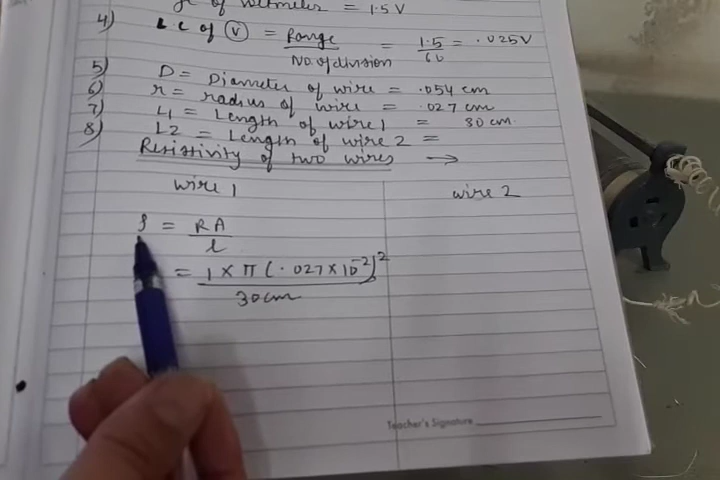 of voltmeter = 1.5 V
4) L.C of (V) = Range / No. of division = 1.5 / 60 = .025V
5) D = Diameter of wire = .054 cm
6) r = radius of wire = .027 cm
7) L1 = Length of wire 1 = 30 cm.
8) L2 = Length of wire 2 =
Resistivity of two wires →
wire 1
wire 2
ρ = RA / l
= 1 × π (.027 × 10⁻²)² / 30cm
Teacher's Signature